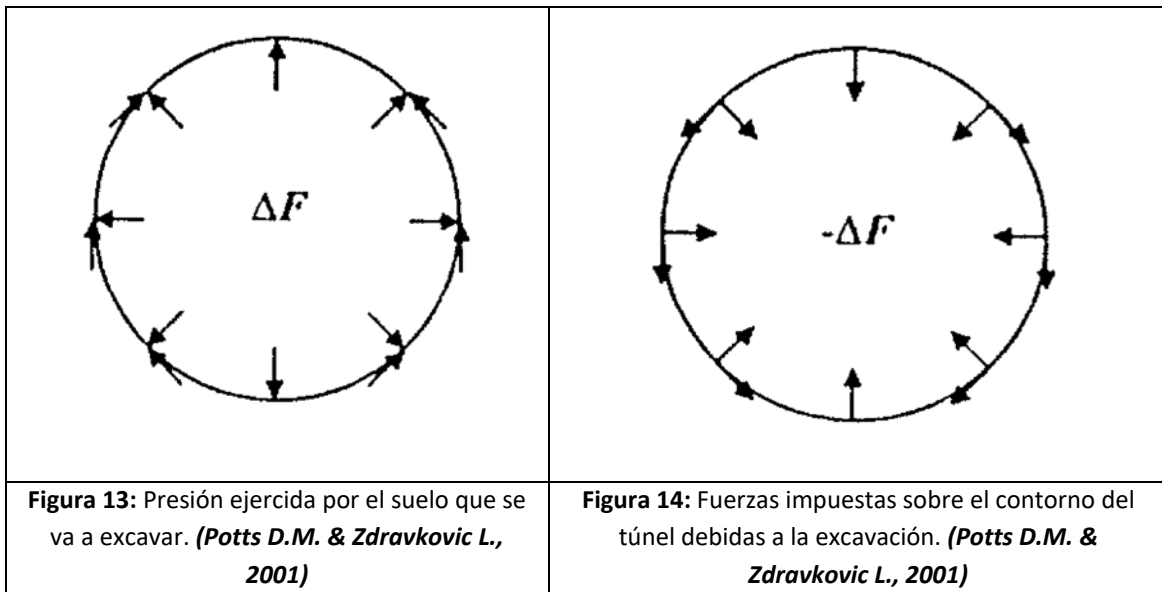 ΔF
-ΔF
Figura 13: Presión ejercida por el suelo que se
va a excavar. (Potts D.M. & Zdravkovic L.,
2001)
Figura 14: Fuerzas impuestas sobre el contorno del
túnel debidas a la excavación. (Potts D.M. &
Zdravkovic L., 2001)